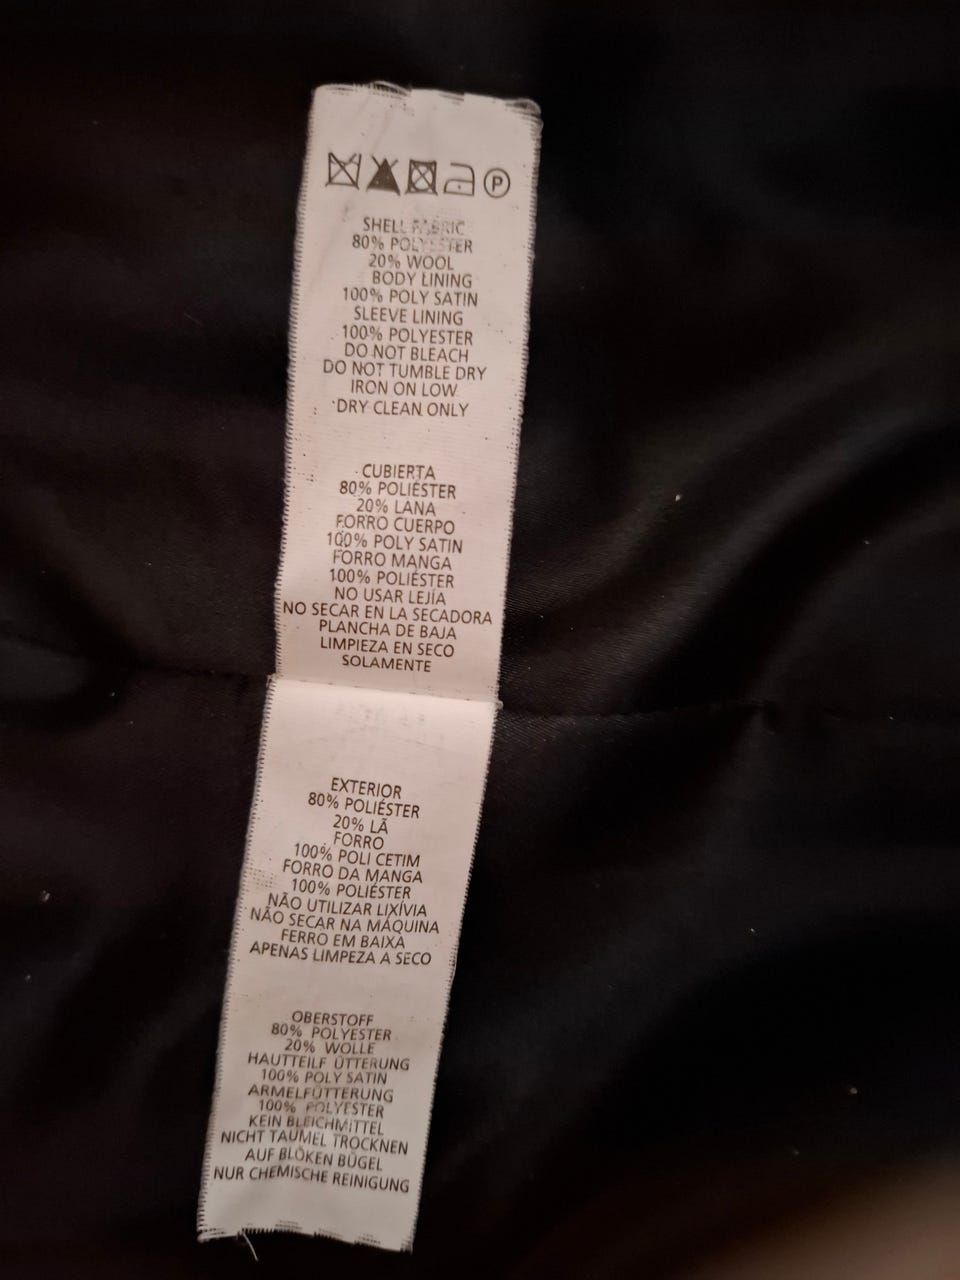 P
SHELL FABRIC
80% POLYESTER
20% WOOL
BODY LINING
100% POLY SATIN
SLEEVE LINING
100% POLYESTER
DO NOT BLEACH
DO NOT TUMBLE DRY
IRON ON LOW
DRY CLEAN ONLY
CUBIERTA
80% POLIÉSTER
20% LANA
FORRO CUERPO
100% POLY SATIN
FORRO MANGA
100% POLIÉSTER
NO USAR LEJÍA
NO SECAR EN LA SECADORA
PLANCHA DE BAJA
LIMPIEZA EN SECO
SOLAMENTE
EXTERIOR
80% POLIÉSTER
20% LÃ
FORRO
100% POLI CETIM
FORRO DA MANGA
100% POLIÉSTER
NÃO UTILIZAR LIXÍVIA
NÃO SECAR NA MÁQUINA
FERRO EM BAIXA
APENAS LIMPEZA A SECO
OBERSTOFF
80% POLYESTER
20% WOLLE
HAUTTEILF ÜTTERUNG
100% POLY SATIN
ARMELFÜTTERUNG
100% POLYESTER
KEIN BLEICHMITTEL
NICHT TAUMEL TROCKNEN
AUF BLÖKEN BÜGEL
NUR CHEMISCHE REINIGUNG